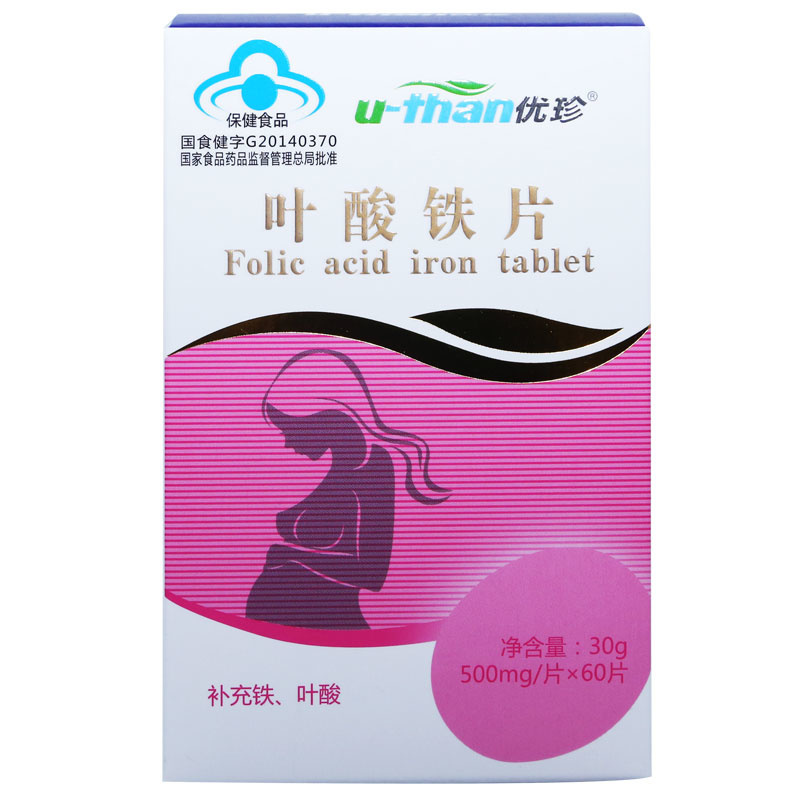 保健食品
国食健字G20140370
国家食品药品监督管理总局批准
u-than优珍®
叶酸铁片
Folic acid iron tablet
净含量：30g
500mg/片×60片
补充铁、叶酸